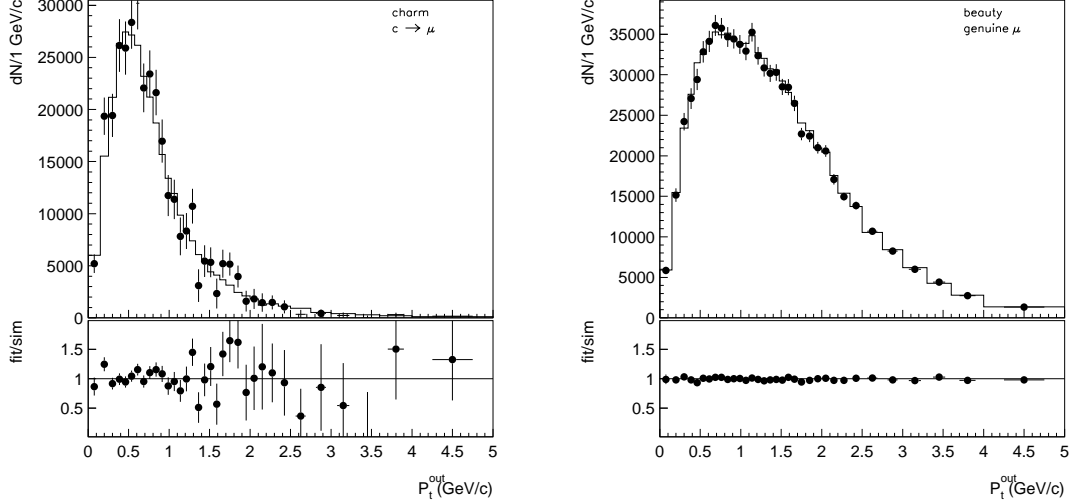 dN/1 GeV/c
30000
25000
20000
15000
10000
5000
0
charm
c → μ
fit/sim
1.5
1
0.5
0 0.5 1 1.5 2 2.5 3 3.5 4 4.5 5
P_t^out (GeV/c)
dN/1 GeV/c
35000
30000
25000
20000
15000
10000
5000
0
beauty
genuine μ
fit/sim
1.5
1
0.5
0 0.5 1 1.5 2 2.5 3 3.5 4 4.5 5
P_t^out (GeV/c)